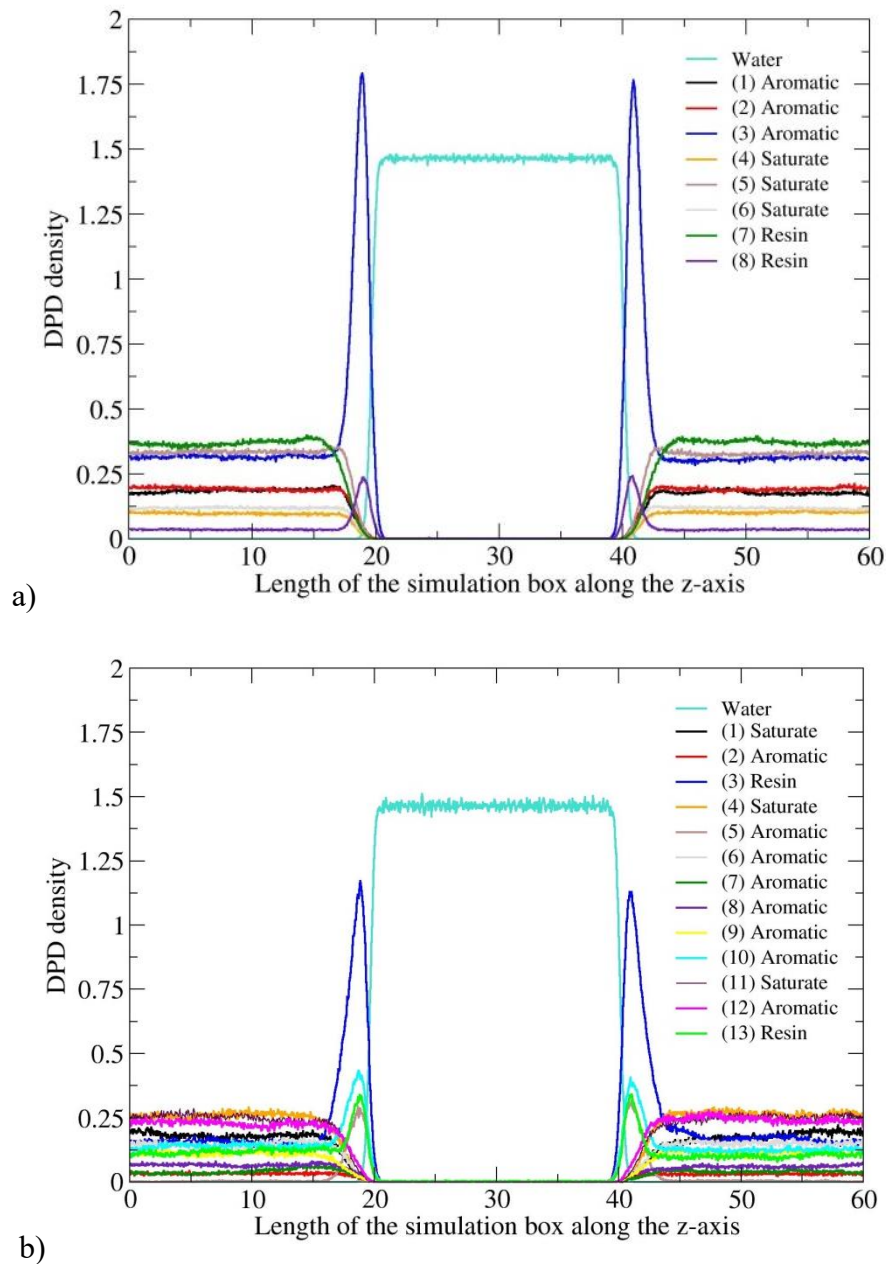 2
1.75
1.5
1.25
1
0.75
0.5
0.25
0
DPD density
Water
(1) Aromatic
(2) Aromatic
(3) Aromatic
(4) Saturate
(5) Saturate
(6) Saturate
(7) Resin
(8) Resin
0 10 20 30 40 50 60
Length of the simulation box along the z-axis
a)
2
1.75
1.5
1.25
1
0.75
0.5
0.25
0
DPD density
Water
(1) Saturate
(2) Aromatic
(3) Resin
(4) Saturate
(5) Aromatic
(6) Aromatic
(7) Aromatic
(8) Aromatic
(9) Aromatic
(10) Aromatic
(11) Saturate
(12) Aromatic
(13) Resin
0 10 20 30 40 50 60
Length of the simulation box along the z-axis
b)